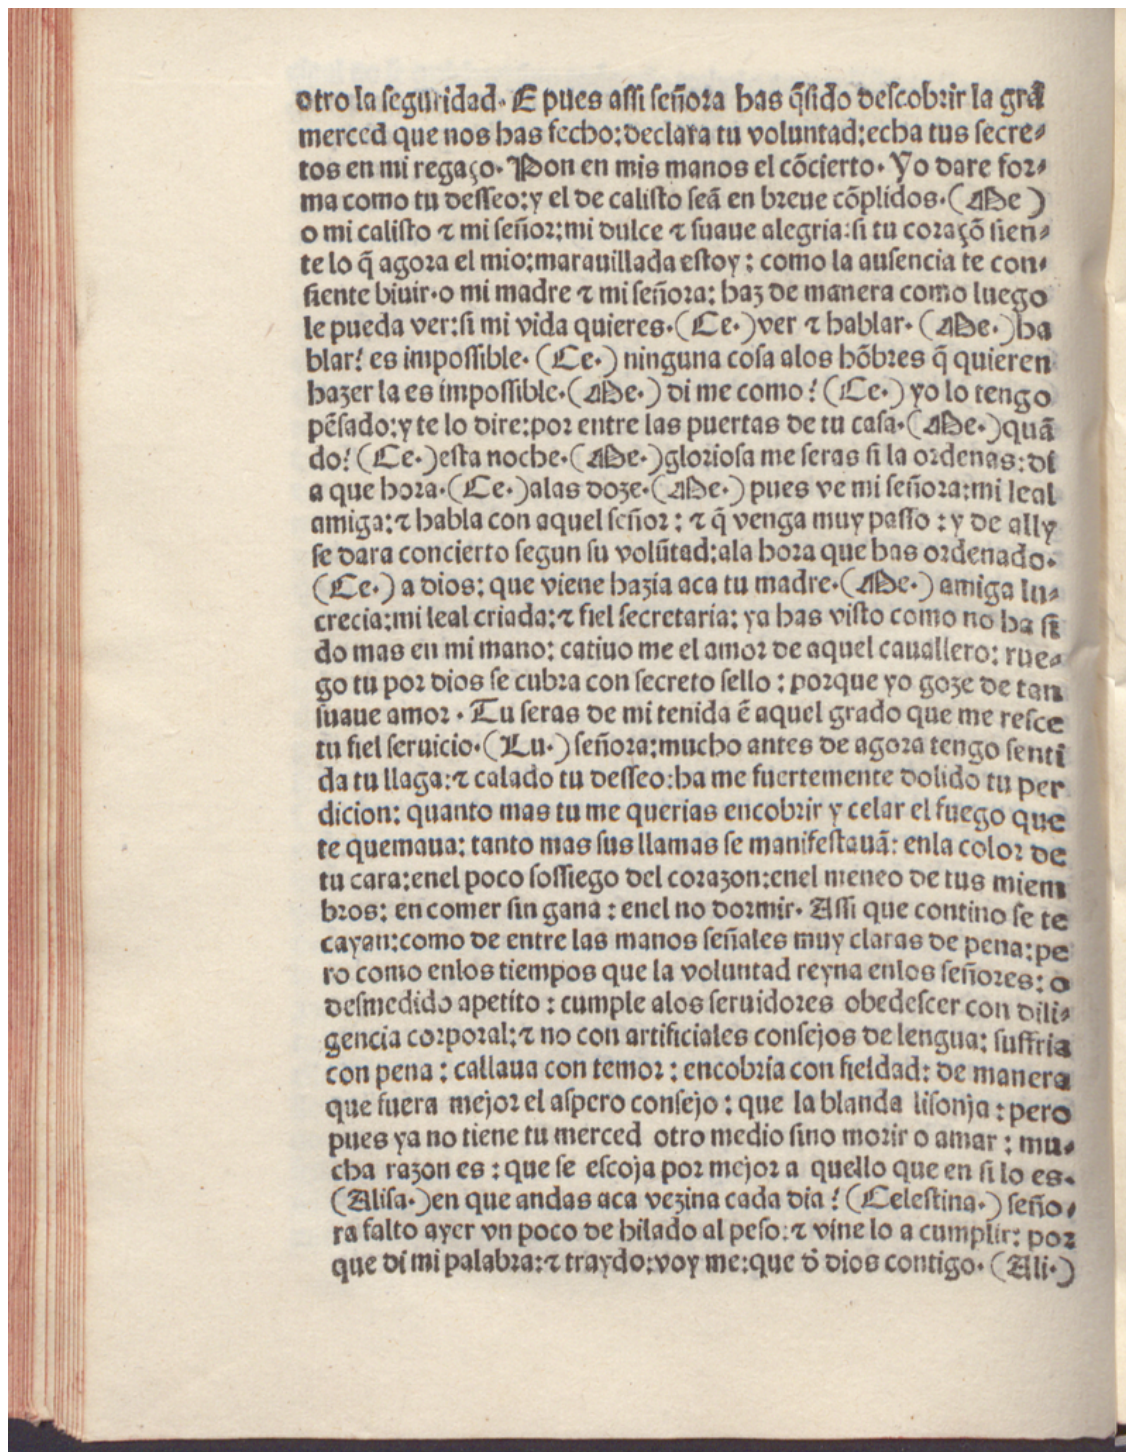 otro la seguridad. E pues assi señora has q̃sido descobrir la grã
merced que nos has fecho:declara tu voluntad:echa tus secre⸗
tos en mi regaço. Pon en mis manos el cõcierto. Yo dare for⸗
ma como tu desseo:y el de calisto seã en breue cõplidos.(Me )
o mi calisto ⁊ mi señor:mi dulce ⁊ suaue alegria:si tu coraçõ sien⸗
te lo q̃ agora el mio:marauillada estoy: como la ausencia te con⸗
siente biuir.o mi madre ⁊ mi señora: haz de manera como luego
le pueda ver:si mi vida quieres.(Ce.)ver ⁊ hablar. (Me.)ha
blar? es impossible. (Ce.) ninguna cosa alos hõbres q̃ quieren
hazer la es impossible.(Me.) di me como? (Ce.) yo lo tengo
pẽsado:y te lo dire:por entre las puertas de tu casa.(Me.)quã
do? (Ce.)esta noche.(Me.)gloriosa me seras si la ordenas:di
a que hora.(Ce.)alas doze.(Me.) pues ve mi señora:mi leal
amiga:⁊ habla con aquel señor: ⁊ q̃ venga muy passo : y de ally
se dara concierto segun su volũtad:ala hora que has ordenado.
(Ce.) a dios: que viene hazia aca tu madre.(Me.) amiga lu⸗
crecia:mi leal criada:⁊ fiel secretaria: ya has visto como no ha si
do mas en mi mano: catiuo me el amor de aquel cauallero: rue⸗
go tu por dios se cubra con secreto sello : porque yo goze de tan
suaue amor . Tu seras de mi tenida ẽ aquel grado que me resce
tu fiel seruicio.(Lu.) señora:mucho antes de agora tengo senti
da tu llaga:⁊ calado tu desseo:ha me fuertemente dolido tu per
dicion: quanto mas tu me querias encobrir y celar el fuego que
te quemaua: tanto mas sus llamas se manifestauã: enla color de
tu cara:enel poco sossiego del corazon:enel meneo de tus miem
bros: en comer sin gana : enel no dormir. Assi que contino se te
cayan:como de entre las manos señales muy claras de pena:pe
ro como enlos tiempos que la voluntad reyna enlos señores: o
desmedido apetito : cumple alos seruidores obedescer con dili⸗
gencia corporal:⁊ no con artificiales consejos de lengua: suffria
con pena : callaua con temor : encobria con fieldad: de manera
que fuera mejor el aspero consejo : que la blanda lisonja : pero
pues ya no tiene tu merced otro medio sino morir o amar : mu⸗
cha razon es : que se escoja por mejor a quello que en si lo es.
(Alisa.)en que andas aca vezina cada dia ? (Celestina.) seño⸗
ra falto ayer vn poco de hilado al peso:⁊ vine lo a cumplir: por
que di mi palabra:⁊ traydo:voy me:que d̃ dios contigo. (Ali.)